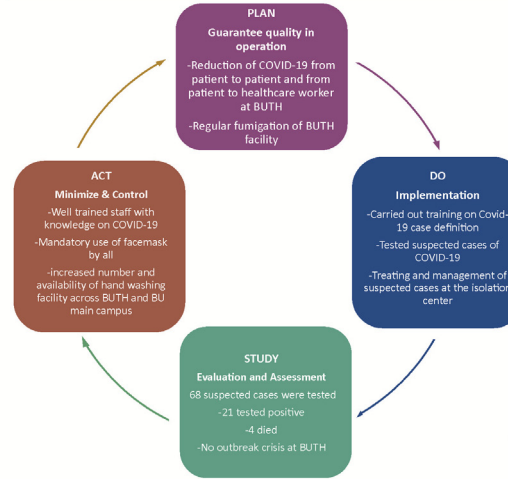 PLAN
Guarantee quality in
operation
-Reduction of COVID-19 from
patient to patient and from
patient to healthcare worker
at BUTH
-Regular fumigation of BUTH
facility
DO
Implementation
-Carried out training on Covid-
19 case definition
-Tested suspected cases of
COVID-19
-Treating and management of
suspected cases at the isolation
center
STUDY
Evaluation and Assessment
68 suspected cases were tested
-21 tested positive
-4 died
-No outbreak crisis at BUTH
ACT
Minimize & Control
-Well trained staff with
knowledge on COVID-19
-Mandatory use of facemask
by all
-increased number and
availability of hand washing
facility across BUTH and BU
main campus